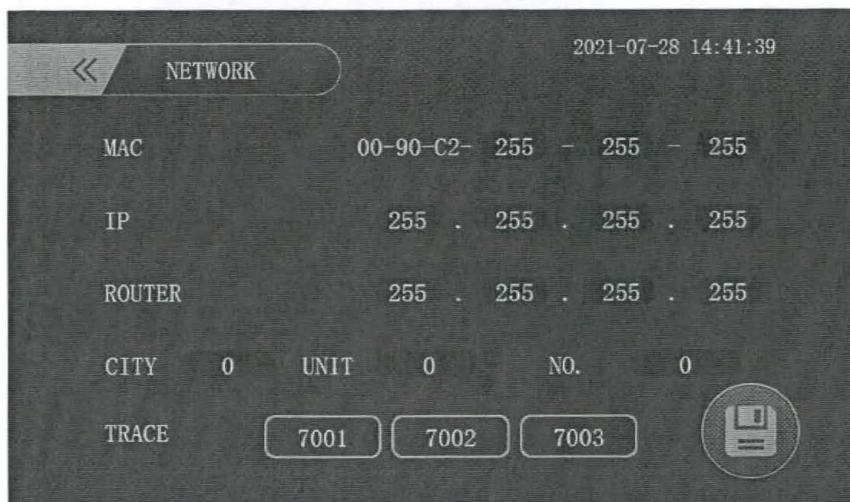 2021-07-28 14:41:39
« NETWORK
MAC 00-90-C2- 255 - 255 - 255
IP 255 . 255 . 255 . 255
ROUTER 255 . 255 . 255 . 255
CITY 0 UNIT 0 NO. 0
TRACE 7001 7002 7003